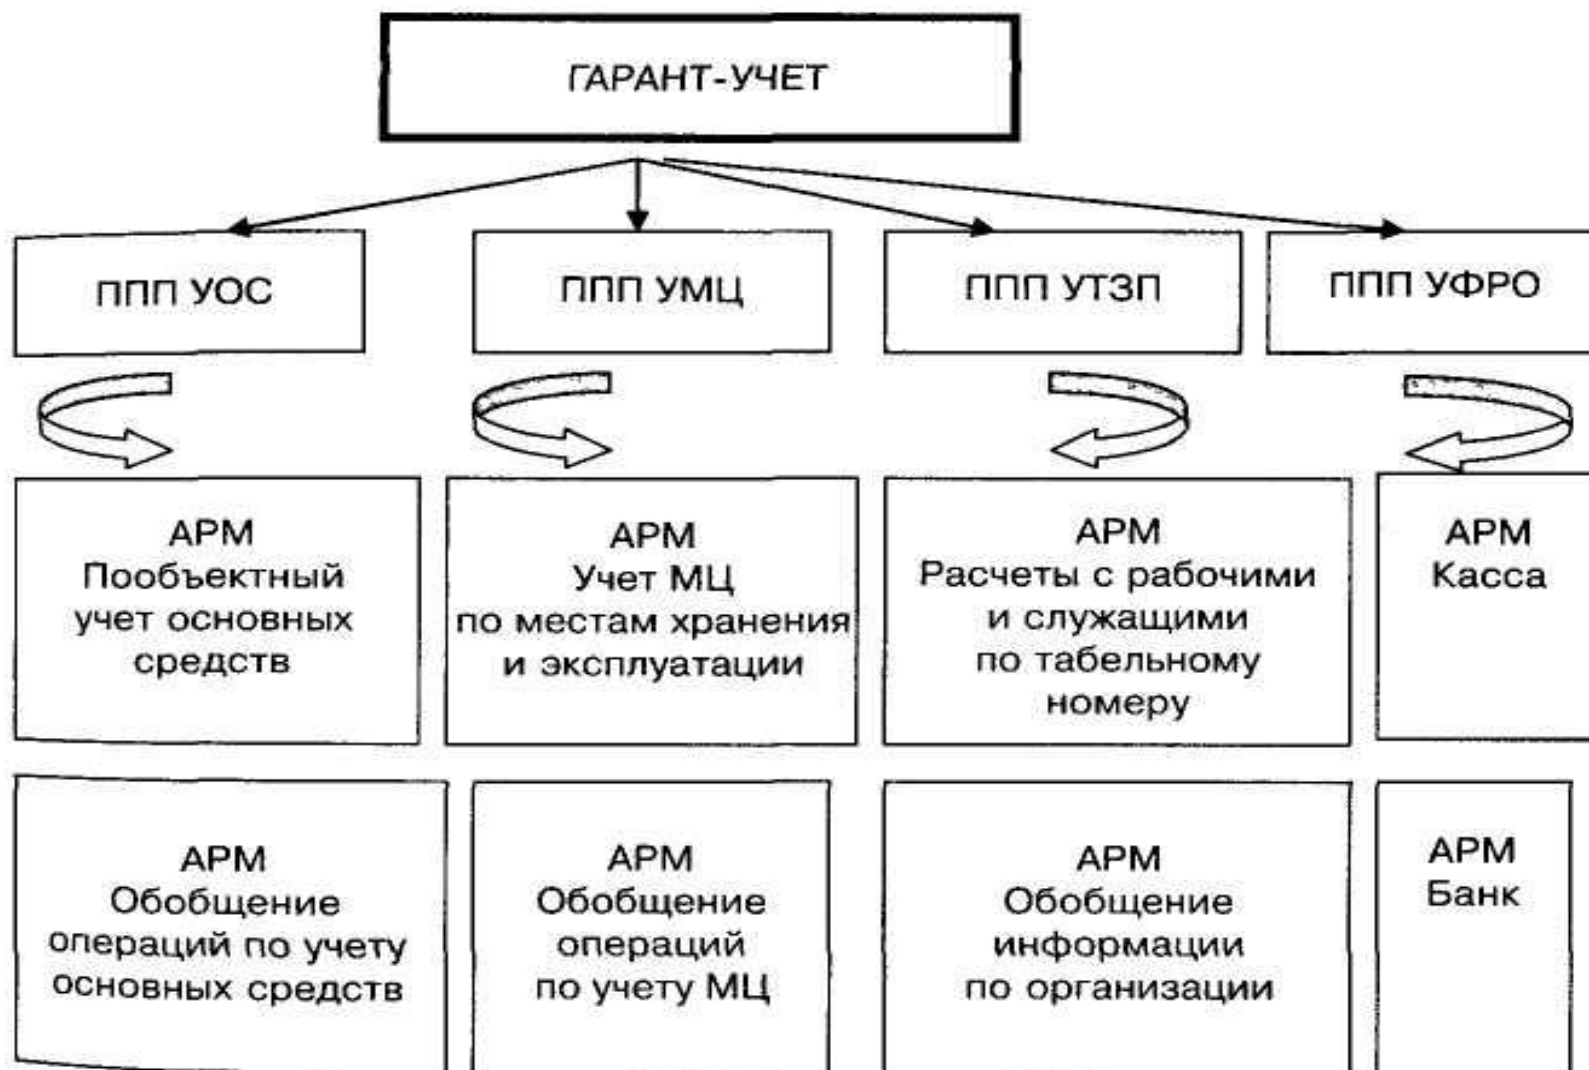 ГАРАНТ-УЧЕТ
ППП УОС
ППП УМЦ
ППП УТЗП
ППП УФРО
АРМ
Пообъектный
учет основных
средств
АРМ
Учет МЦ
по местам хранения
и эксплуатации
АРМ
Расчеты с рабочими
и служащими
по табельному
номеру
АРМ
Касса
АРМ
Обобщение
операций по учету
основных средств
АРМ
Обобщение
операций
по учету МЦ
АРМ
Обобщение
информации
по организации
АРМ
Банк